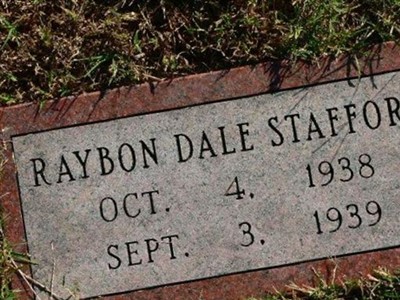 RAYBON DALE STAFFOR
OCT. 4, 1938
SEPT. 3, 1939